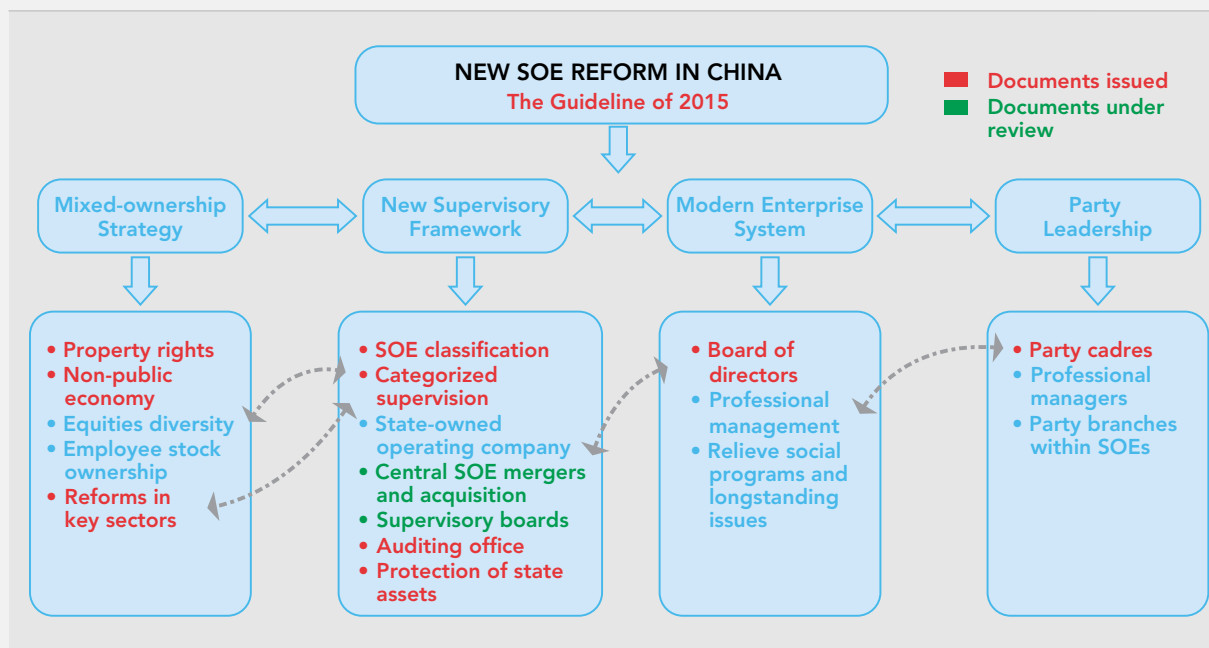 NEW SOE REFORM IN CHINA
The Guideline of 2015
Documents issued
Documents under
review
Mixed-ownership
Strategy
New Supervisory
Framework
Modern Enterprise
System
Party
Leadership
• Property rights
• Non-public
economy
• Equities diversity
• Employee stock
ownership
• Reforms in
key sectors
• SOE classification
• Categorized
supervision
• State-owned
operating company
• Central SOE mergers
and acquisition
• Supervisory boards
• Auditing office
• Protection of state
assets
• Board of
directors
• Professional
management
• Relieve social
programs and
longstanding
issues
• Party cadres
• Professional
managers
• Party branches
within SOEs